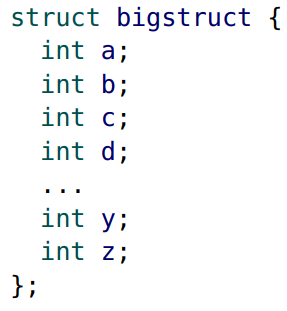 struct bigstruct {
  int a;
  int b;
  int c;
  int d;
  ...
  int y;
  int z;
};